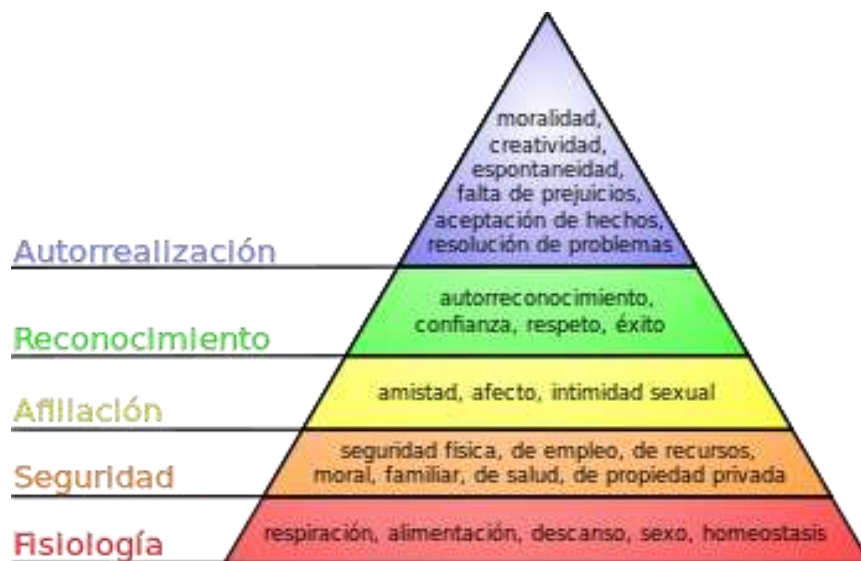 moralidad,
creatividad,
espontaneidad,
falta de prejuicios,
aceptación de hechos,
resolución de problemas
Autorrealización
autorreconocimiento,
confianza, respeto, éxito
Reconocimiento
amistad, afecto, intimidad sexual
Afiliación
seguridad física, de empleo, de recursos,
moral, familiar, de salud, de propiedad privada
Seguridad
respiración, alimentación, descanso, sexo, homeostasis
Fisiología